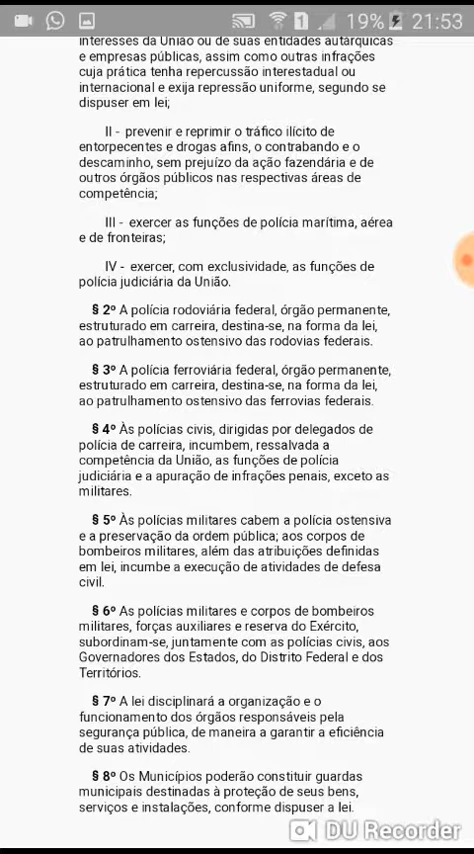 19% 21:53
interesses da União ou de suas entidades autárquicas
e empresas públicas, assim como outras infrações
cuja prática tenha repercussão interestadual ou
internacional e exija repressão uniforme, segundo se
dispuser em lei;
II - prevenir e reprimir o tráfico ilícito de
entorpecentes e drogas afins, o contrabando e o
descaminho, sem prejuízo da ação fazendária e de
outros órgãos públicos nas respectivas áreas de
competência;
III - exercer as funções de polícia marítima, aérea
e de fronteiras;
IV - exercer, com exclusividade, as funções de
polícia judiciária da União.
§ 2º A polícia rodoviária federal, órgão permanente,
estruturado em carreira, destina-se, na forma da lei,
ao patrulhamento ostensivo das rodovias federais.
§ 3º A polícia ferroviária federal, órgão permanente,
estruturado em carreira, destina-se, na forma da lei,
ao patrulhamento ostensivo das ferrovias federais.
§ 4º Às polícias civis, dirigidas por delegados de
polícia de carreira, incumbem, ressalvada a
competência da União, as funções de polícia
judiciária e a apuração de infrações penais, exceto as
militares.
§ 5º Às polícias militares cabem a polícia ostensiva
e a preservação da ordem pública; aos corpos de
bombeiros militares, além das atribuições definidas
em lei, incumbe a execução de atividades de defesa
civil.
§ 6º As polícias militares e corpos de bombeiros
militares, forças auxiliares e reserva do Exército,
subordinam-se, juntamente com as polícias civis, aos
Governadores dos Estados, do Distrito Federal e dos
Territórios.
§ 7º A lei disciplinará a organização e o
funcionamento dos órgãos responsáveis pela
segurança pública, de maneira a garantir a eficiência
de suas atividades.
§ 8º Os Municípios poderão constituir guardas
municipais destinadas à proteção de seus bens,
serviços e instalações, conforme dispuser a lei.
DU Recorder